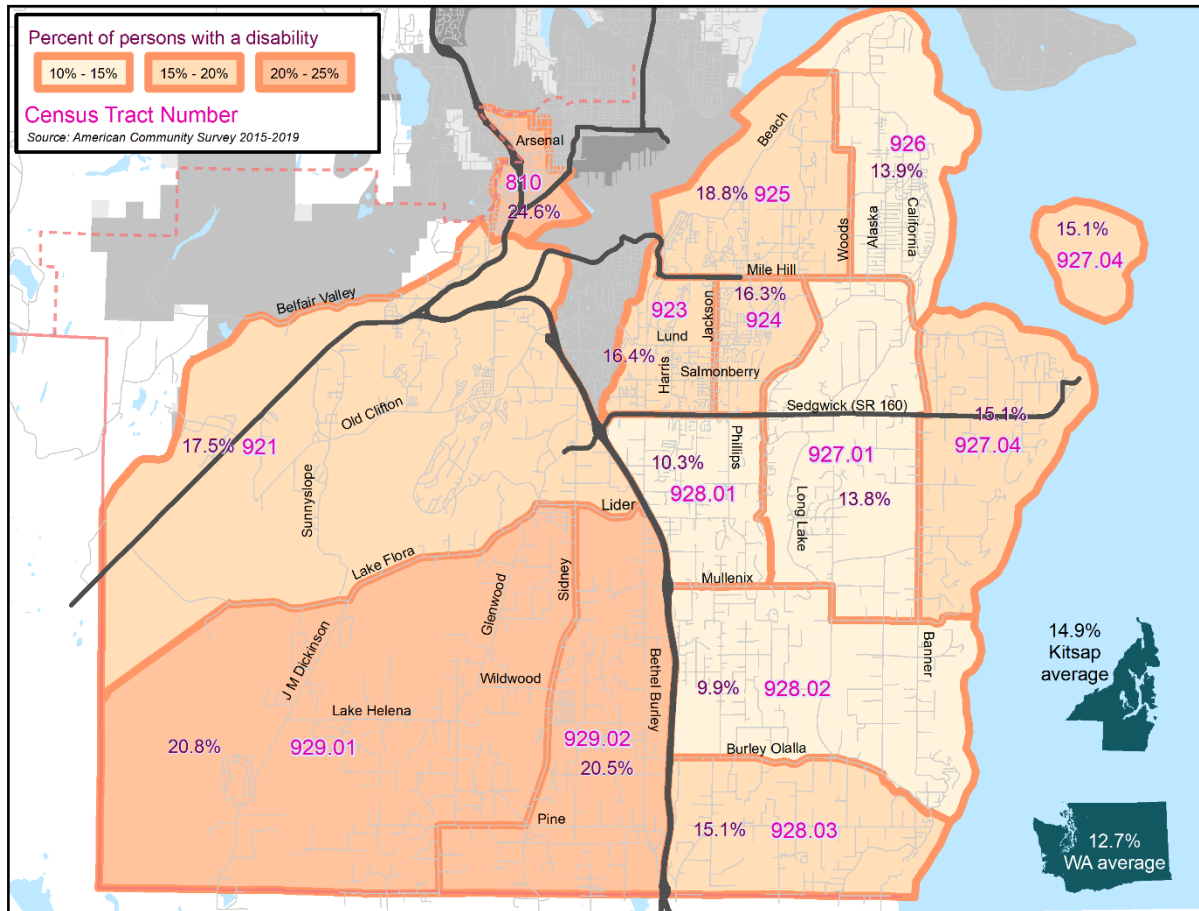 Percent of persons with a disability
10% - 15%
15% - 20%
20% - 25%
Census Tract Number
Source: American Community Survey 2015-2019
Arsenal
810
24.6%
Beach
926
13.9%
18.8%
925
Woods
Alaska
California
15.1%
927.04
Belfair Valley
Mile Hill
923
Jackson
16.3%
924
Lund
16.4%
Harris
Salmonberry
Old Clifton
Sedgwick (SR 160)
15.1%
927.04
17.5%
921
Phillips
927.01
10.3%
928.01
Sunnyslope
Long Lake
13.8%
Lider
Lake Flora
Sidney
Mullenix
Glenwood
J M Dickinson
Bethel Burley
Banner
14.9%
Kitsap
average
Wildwood
9.9%
928.02
Lake Helena
20.8%
929.01
929.02
20.5%
Burley Olalla
Pine
15.1%
928.03
12.7%
WA average